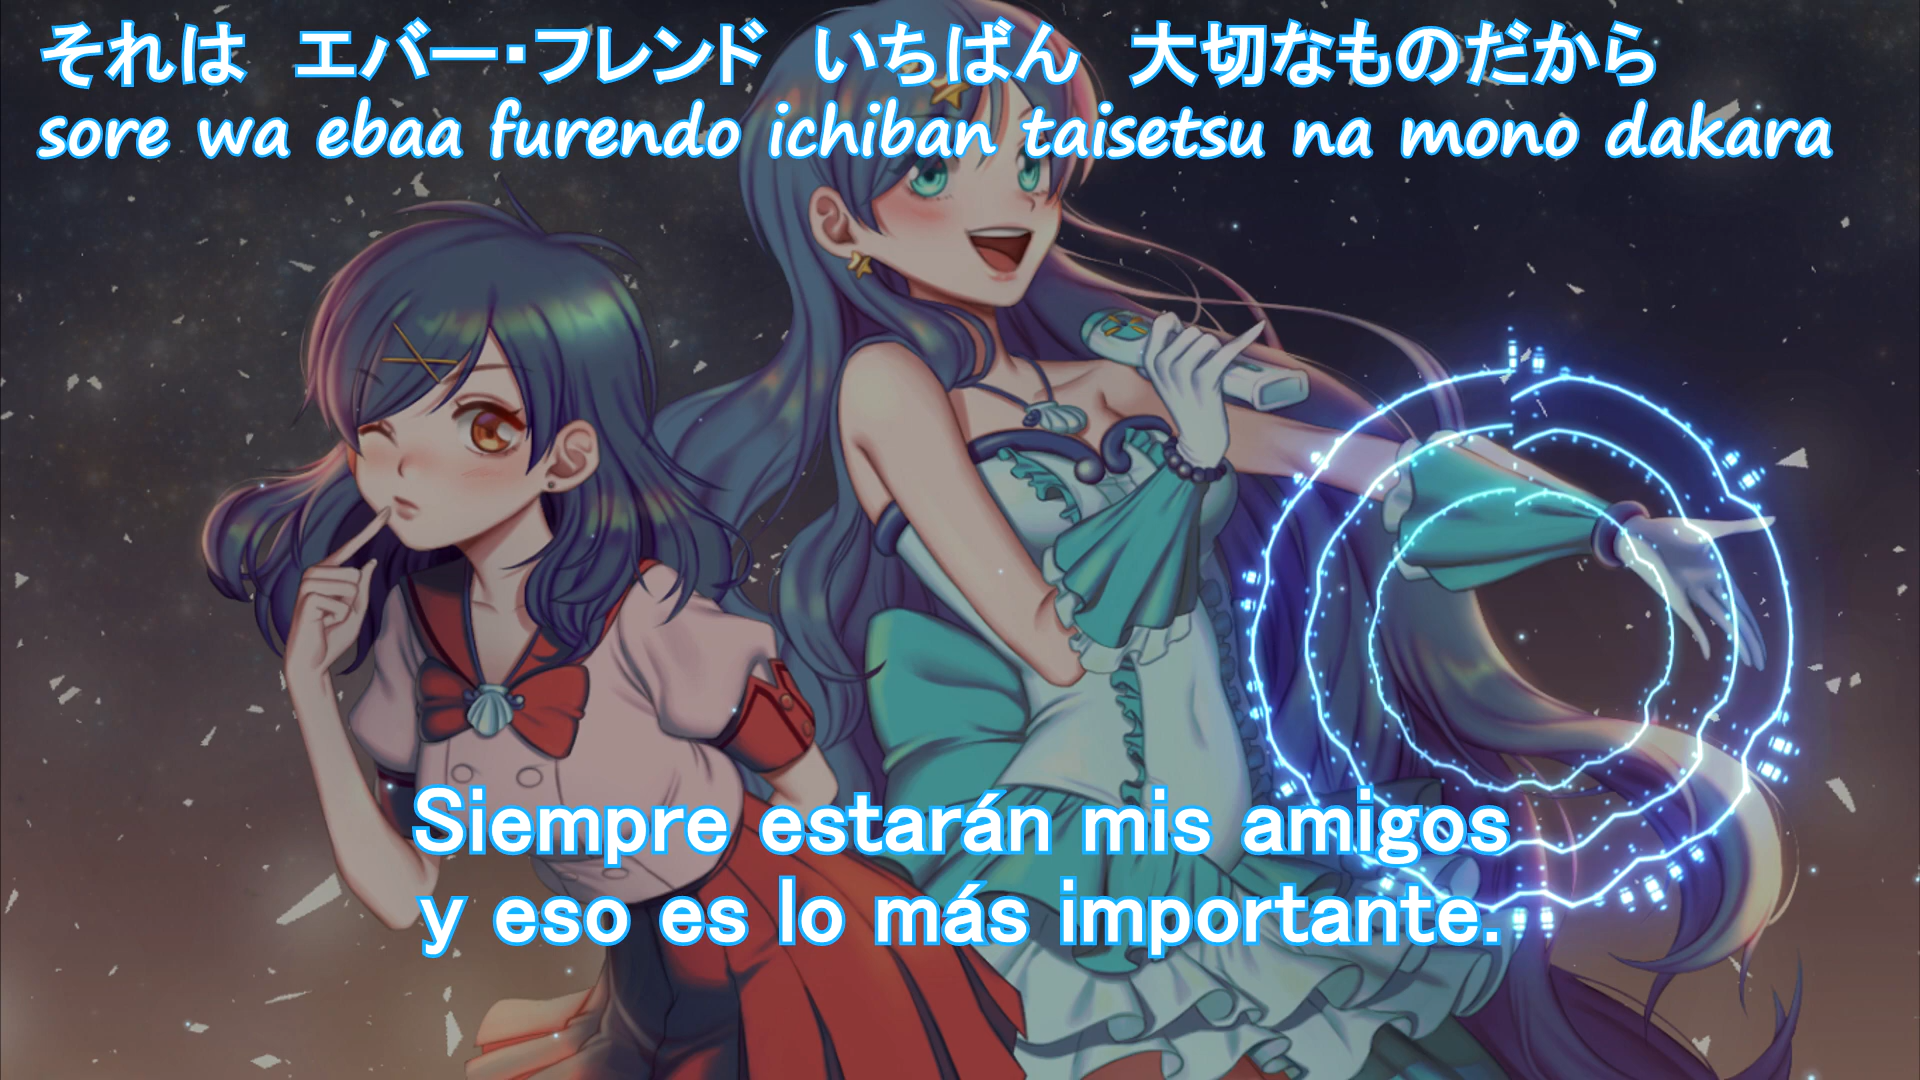 それは　エバー・フレンド　いちばん　大切なものだから
sore wa ebaa furendo ichiban taisetsu na mono dakara
Siempre estarán mis amigos
y eso es lo más importante.